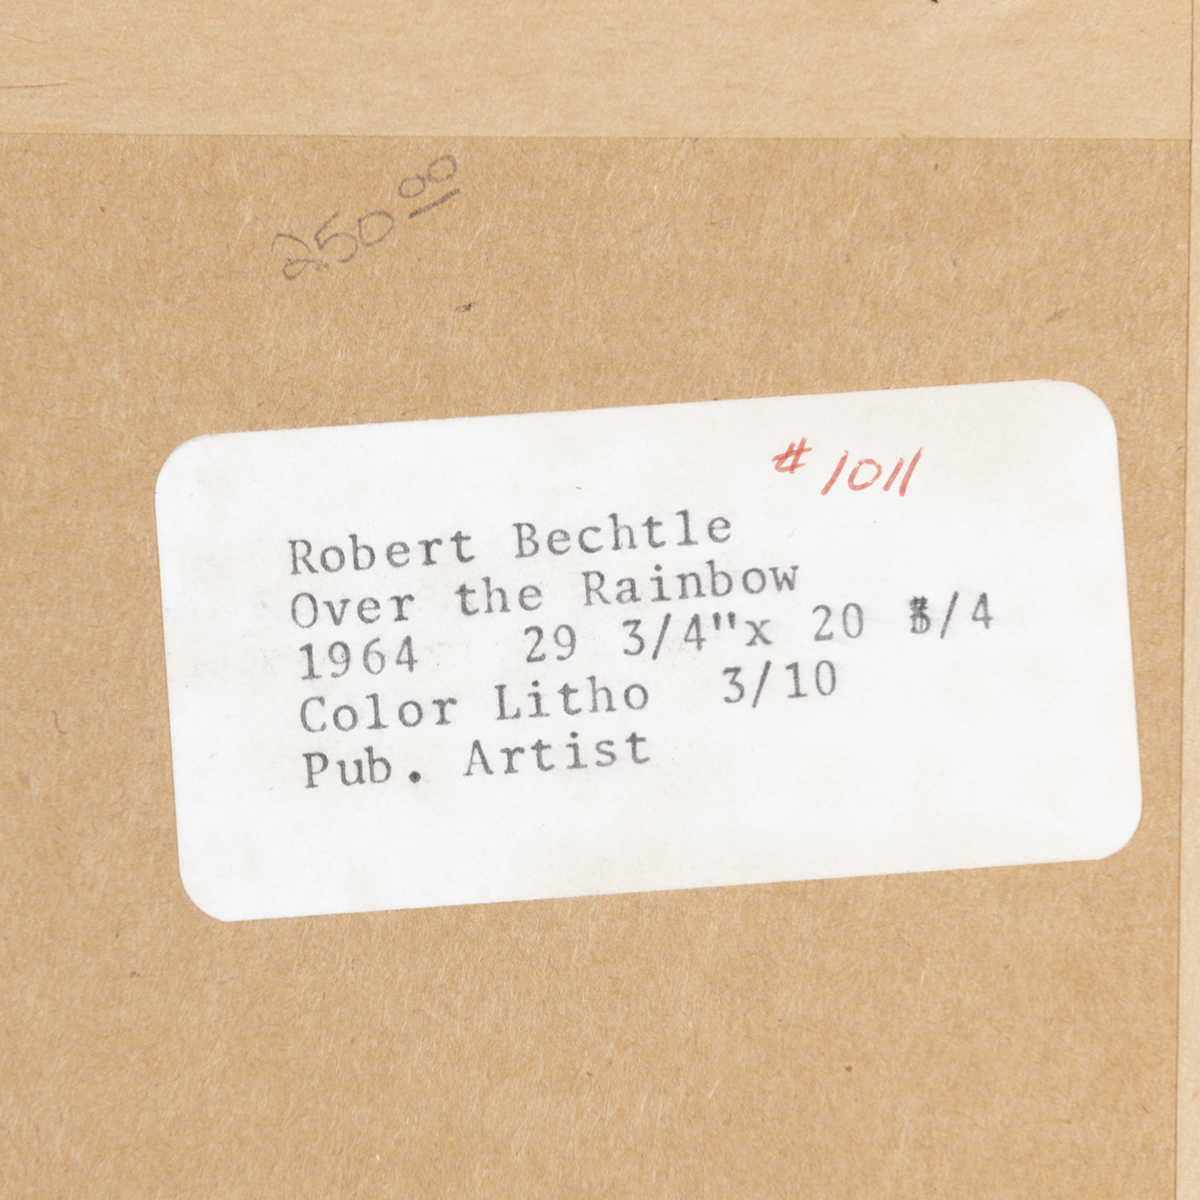 250.00
#1011
Robert Bechtle
Over the Rainbow
1964 29 3/4"x 20 3/4
Color Litho 3/10
Pub. Artist